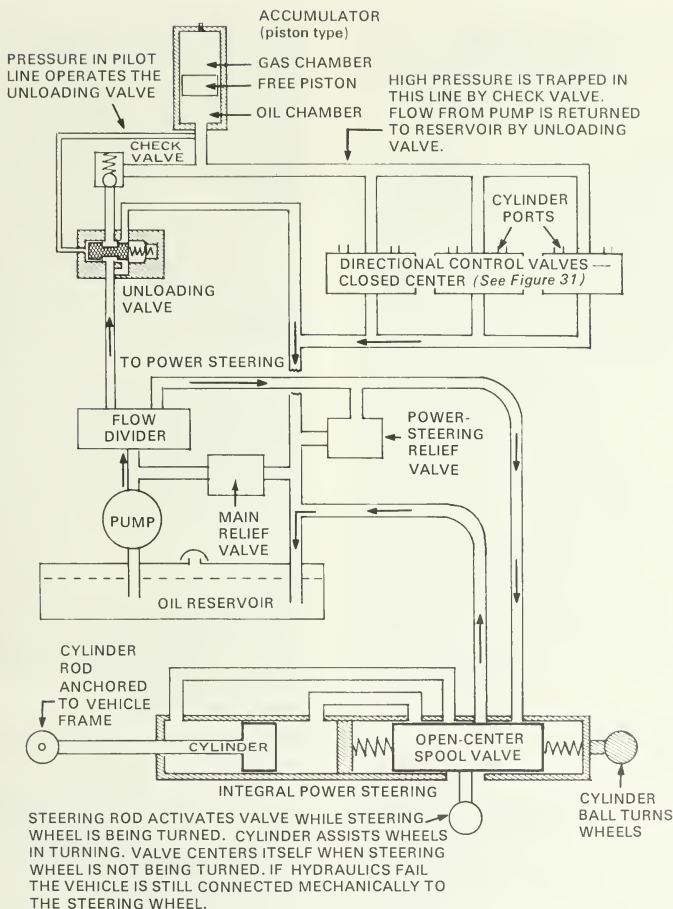 ACCUMULATOR
(piston type)
PRESSURE IN PILOT
LINE OPERATES THE
UNLOADING VALVE
GAS CHAMBER
FREE PISTON
OIL CHAMBER
HIGH PRESSURE IS TRAPPED IN
THIS LINE BY CHECK VALVE.
FLOW FROM PUMP IS RETURNED
TO RESERVOIR BY UNLOADING
VALVE.
CHECK
VALVE
CYLINDER
PORTS
DIRECTIONAL CONTROL VALVES
CLOSED CENTER (See Figure 31)
UNLOADING
VALVE
TO POWER STEERING
FLOW
DIVIDER
POWER-
STEERING
RELIEF
VALVE
PUMP
MAIN
RELIEF
VALVE
OIL RESERVOIR
CYLINDER
ROD
ANCHORED
TO VEHICLE
FRAME
CYLINDER
OPEN-CENTER
SPOOL VALVE
INTEGRAL POWER STEERING
CYLINDER
BALL TURNS
WHEELS
STEERING ROD ACTIVATES VALVE WHILE STEERING
WHEEL IS BEING TURNED. CYLINDER ASSISTS WHEELS
IN TURNING. VALVE CENTERS ITSELF WHEN STEERING
WHEEL IS NOT BEING TURNED. IF HYDRAULICS FAIL
THE VEHICLE IS STILL CONNECTED MECHANICALLY TO
THE STEERING WHEEL.